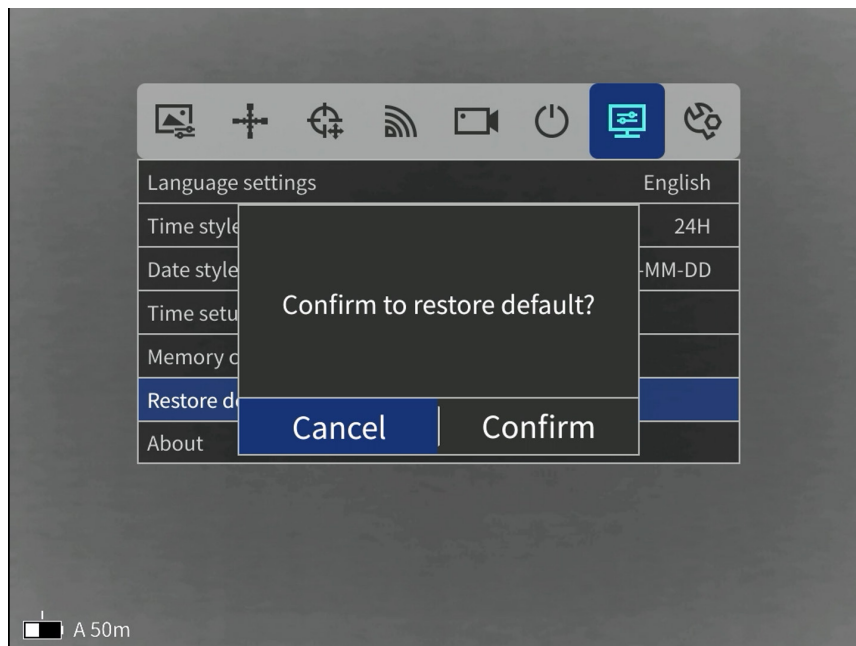 Language settings English
Time style 24H
Date style -MM-DD
Time setu
Confirm to restore default?
Memory c
Restore d
Cancel Confirm
About
A 50m